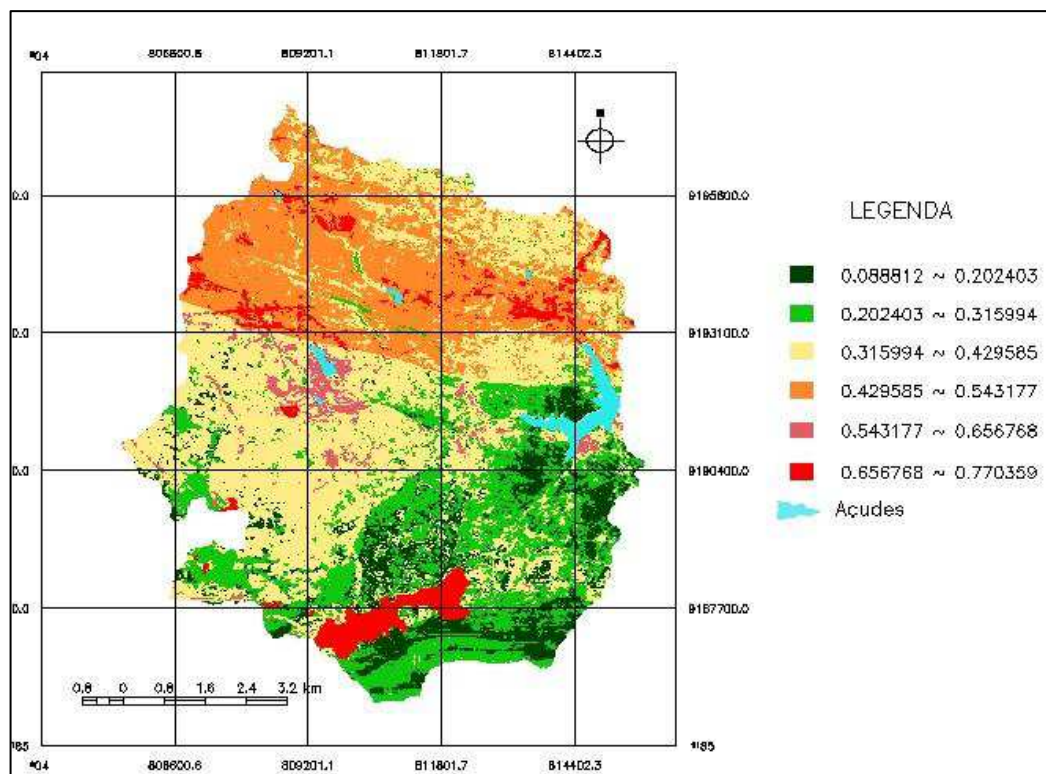 806600.6 809201.1 811801.7 814402.3
9195800.0
9193100.0
9190400.0
9187700.0
LEGENDA
0.088812 ~ 0.202403
0.202403 ~ 0.315994
0.315994 ~ 0.429585
0.429585 ~ 0.543177
0.543177 ~ 0.656768
0.656768 ~ 0.770359
Açudes
0.8 0 0.8 1.6 2.4 3.2 km
806600.6 809201.1 811801.7 814402.3